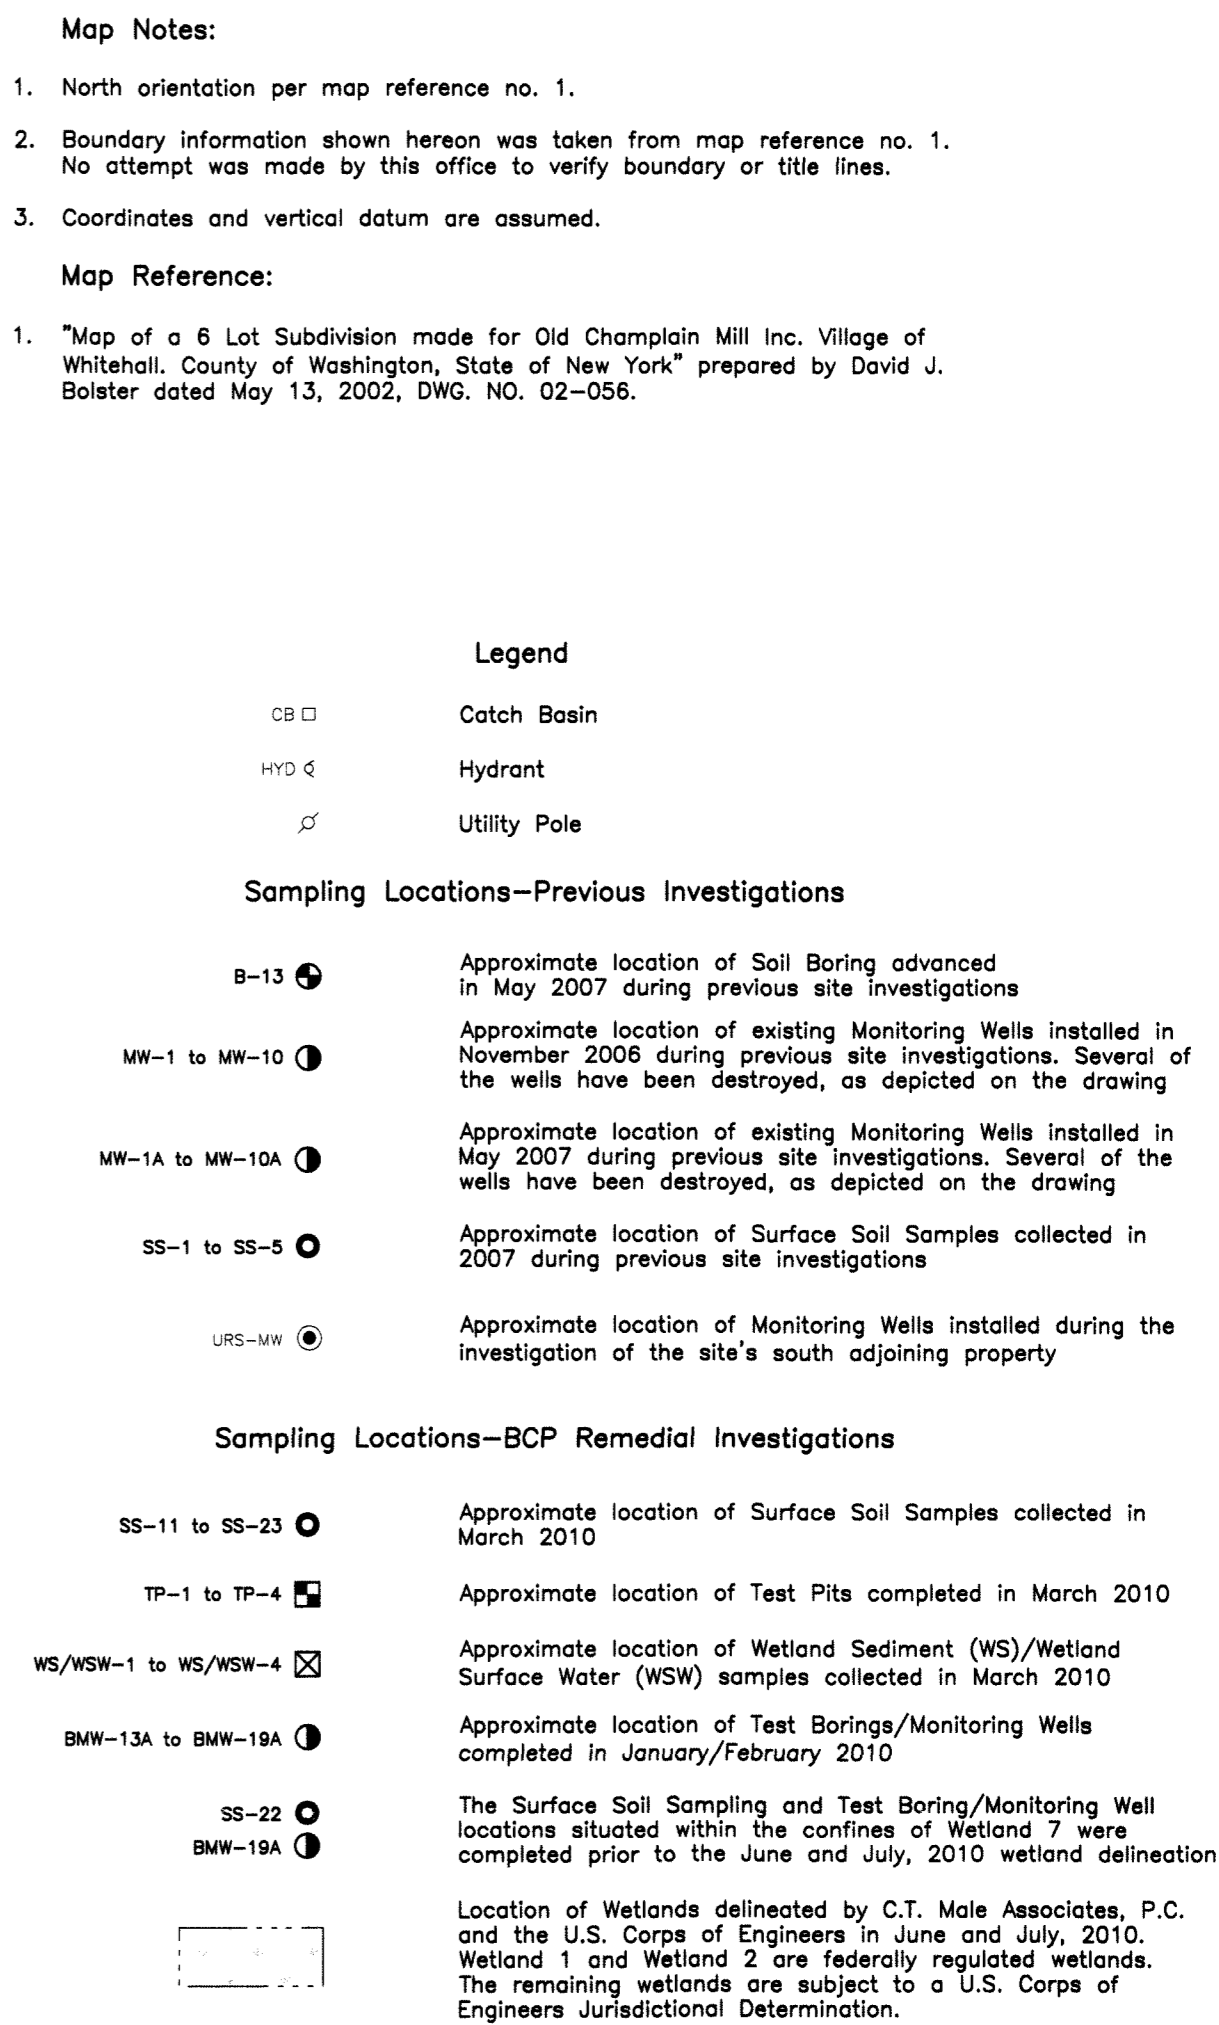 Map Notes:
1. North orientation per map reference no. 1.
2. Boundary information shown hereon was taken from map reference no. 1.
No attempt was made by this office to verify boundary or title lines.
3. Coordinates and vertical datum are assumed.
Map Reference:
1. "Map of a 6 Lot Subdivision made for Old Champlain Mill Inc. Village of
Whitehall. County of Washington, State of New York" prepared by David J.
Bolster dated May 13, 2002, DWG. NO. 02-056.
Legend
CB Catch Basin
HYD Hydrant
Utility Pole
Sampling Locations-Previous Investigations
B-13
Approximate location of Soil Boring advanced
in May 2007 during previous site investigations
MW-1 to MW-10
Approximate location of existing Monitoring Wells installed in
November 2006 during previous site investigations. Several of
the wells have been destroyed, as depicted on the drawing
MW-1A to MW-10A
Approximate location of existing Monitoring Wells installed in
May 2007 during previous site investigations. Several of the
wells have been destroyed, as depicted on the drawing
SS-1 to SS-5
Approximate location of Surface Soil Samples collected in
2007 during previous site investigations
URS-MW
Approximate location of Monitoring Wells installed during the
investigation of the site's south adjoining property
Sampling Locations-BCP Remedial Investigations
SS-11 to SS-23
Approximate location of Surface Soil Samples collected in
March 2010
TP-1 to TP-4
Approximate location of Test Pits completed in March 2010
WS/WSW-1 to WS/WSW-4
Approximate location of Wetland Sediment (WS)/Wetland
Surface Water (WSW) samples collected in March 2010
BMW-13A to BMW-19A
Approximate location of Test Borings/Monitoring Wells
completed in January/February 2010
SS-22
BMW-19A
The Surface Soil Sampling and Test Boring/Monitoring Well
locations situated within the confines of Wetland 7 were
completed prior to the June and July, 2010 wetland delineation
Location of Wetlands delineated by C.T. Male Associates, P.C.
and the U.S. Corps of Engineers in June and July, 2010.
Wetland 1 and Wetland 2 are federally regulated wetlands.
The remaining wetlands are subject to a U.S. Corps of
Engineers Jurisdictional Determination.